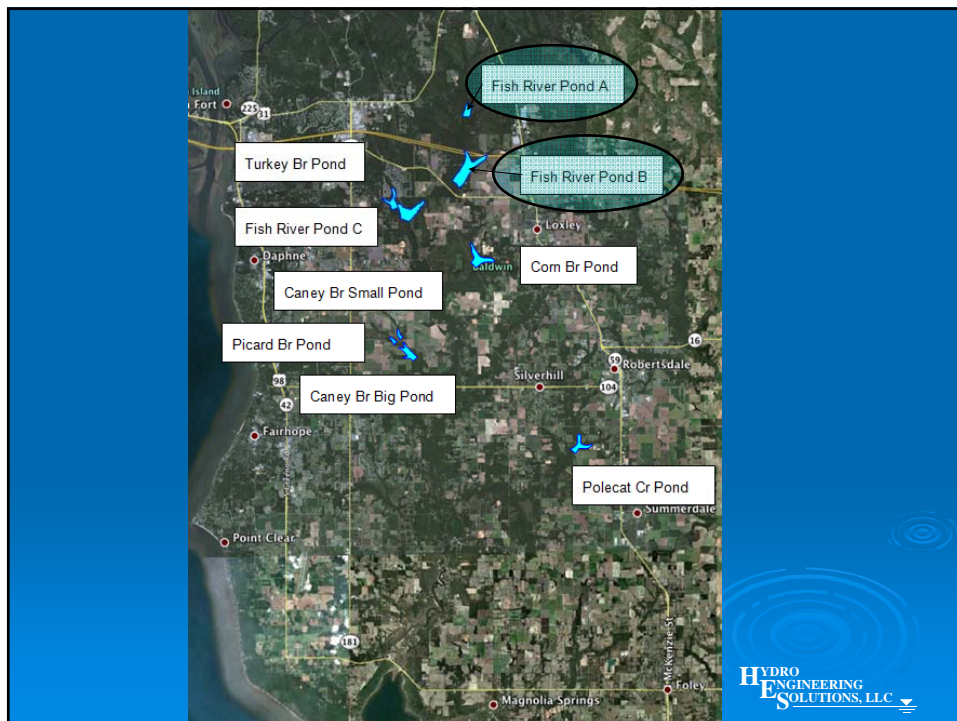 Fish River Pond A
Island
Fort
225
31
Turkey Br Pond
Fish River Pond B
Fish River Pond C
Loxley
Daphne
Corn Br Pond
Baldwin
Caney Br Small Pond
Picard Br Pond
16
59
Robertsdale
98
Silverhill
104
Caney Br Big Pond
42
Fairhope
Polecat Cr Pond
Summerdale
Point Clear
181
McKenzie St
Foley
Magnolia Springs
HYDRO
ENGINEERING
SOLUTIONS, LLC